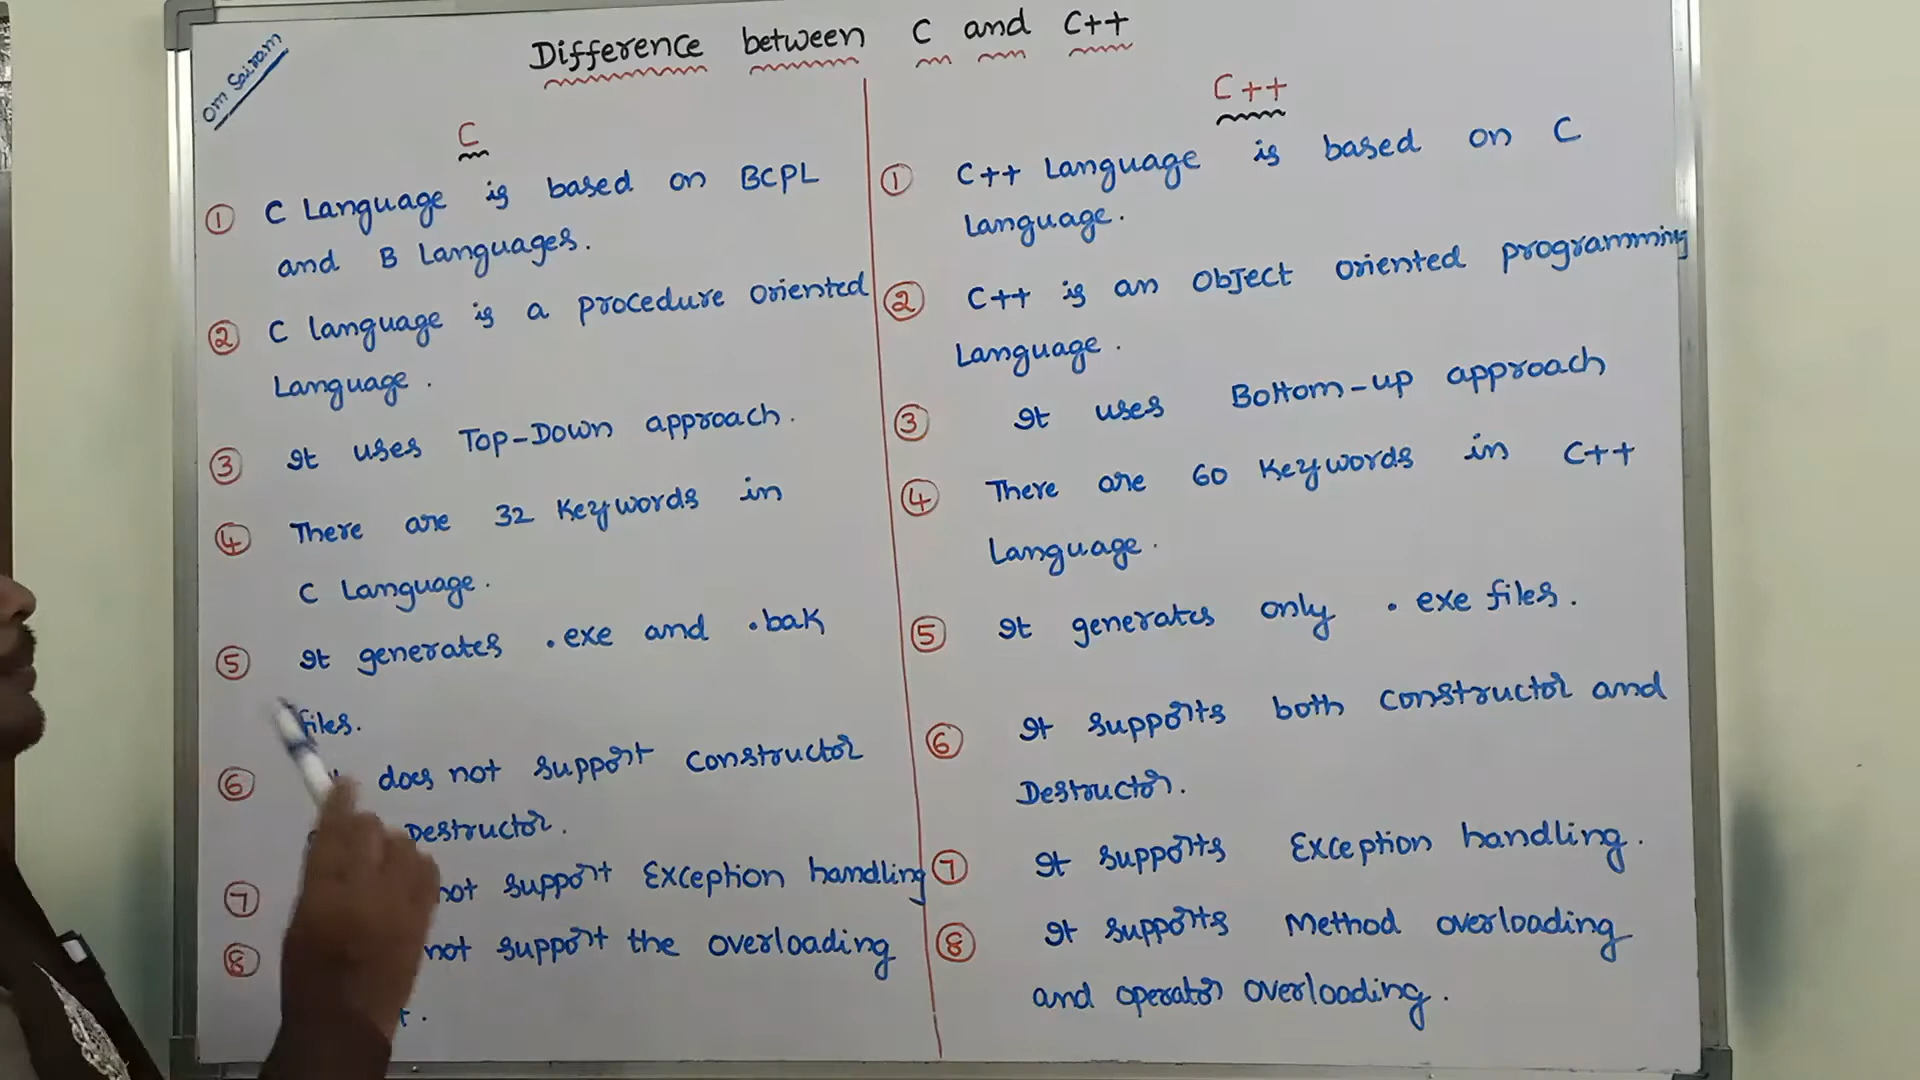 Om Sairam
Difference between C and C++
C
① C Language is based on BCPL
and B Languages.
② C language is a procedure oriented
Language.
③ It uses Top-Down approach.
④ There are 32 Keywords in
C Language.
⑤ It generates .exe and .bak
files.
⑥ does not support constructor
Destructor.
⑦ not support Exception handling
⑧ not support the overloading
C++
① C++ Language is based on C
Language.
② C++ is an Object oriented programming
Language.
③ It uses Bottom-up approach
④ There are 60 Keywords in C++
Language.
⑤ It generates only .exe files.
⑥ It supports both constructor and
Destructor.
⑦ It supports Exception handling.
⑧ It supports Method overloading
and operator overloading.